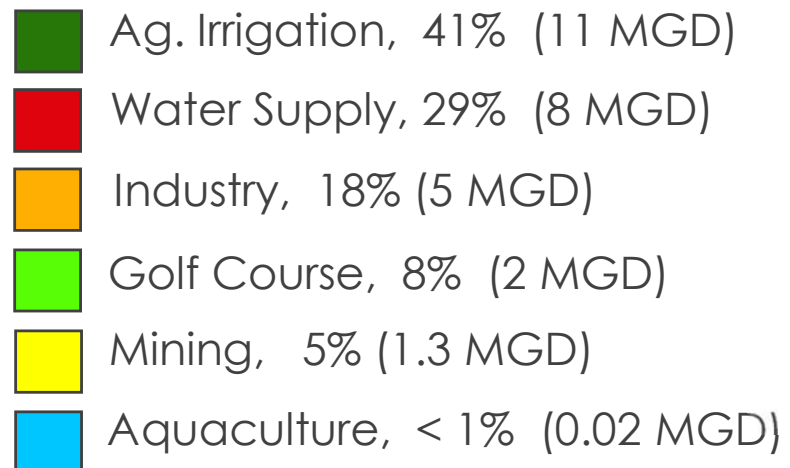 Ag. Irrigation, 41% (11 MGD)
Water Supply, 29% (8 MGD)
Industry, 18% (5 MGD)
Golf Course, 8% (2 MGD)
Mining, 5% (1.3 MGD)
Aquaculture, < 1% (0.02 MGD)